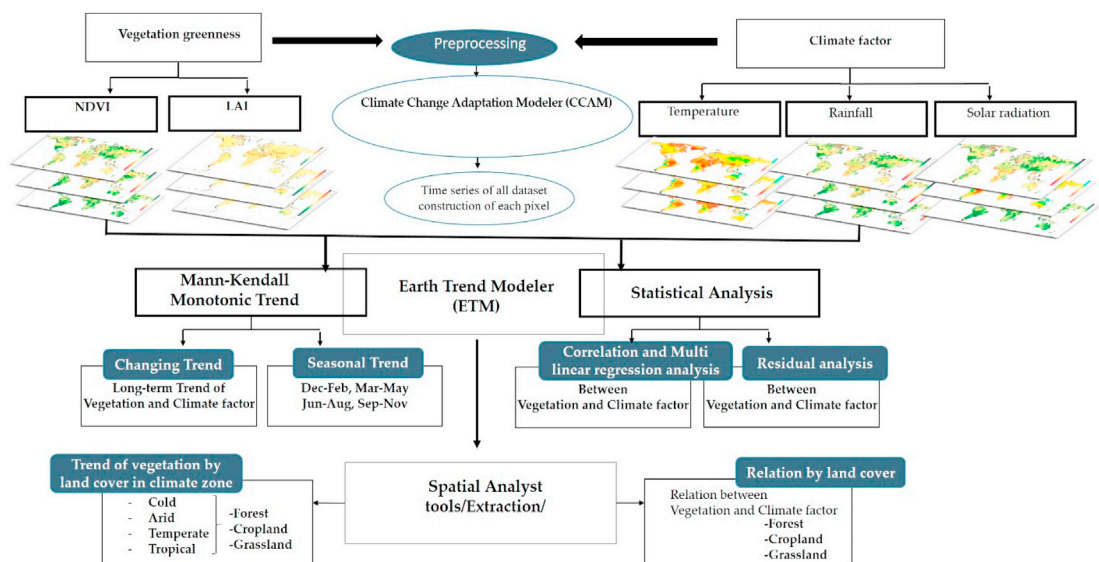 Vegetation greenness
Preprocessing
Climate factor
NDVI
LAI
Climate Change Adaptation Modeler (CCAM)
Temperature
Rainfall
Solar radiation
Time series of all dataset
construction of each pixel
Mann-Kendall
Monotonic Trend
Earth Trend Modeler
(ETM)
Statistical Analysis
Changing Trend
Long-term Trend of
Vegetation and Climate factor
Seasonal Trend
Dec-Feb, Mar-May
Jun-Aug, Sep-Nov
Correlation and Multi
linear regression analysis
Between
Vegetation and Climate factor
Residual analysis
Between
Vegetation and Climate factor
Trend of vegetation by
land cover in climate zone
- Cold
- Arid
- Temperate
- Tropical
-Forest
-Cropland
-Grassland
Spatial Analyst
tools/Extraction/
Relation by land cover
Relation between
Vegetation and Climate factor
-Forest
-Cropland
-Grassland